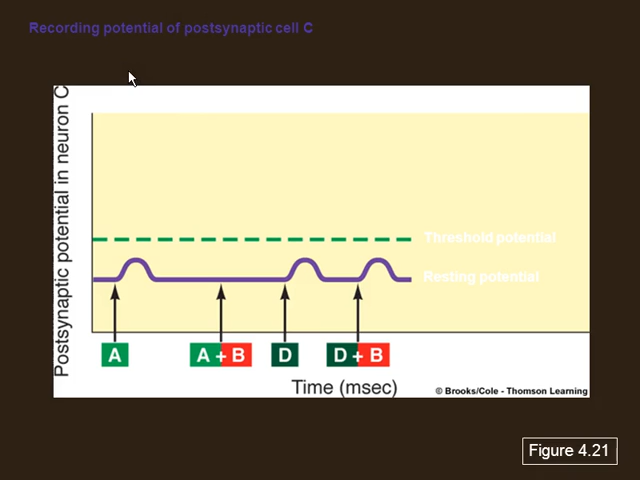 Recording potential of postsynaptic cell C
Postsynaptic potential in neuron C
Threshold potential
Resting potential
A
A + B
D
D + B
Time (msec)
© Brooks/Cole - Thomson Learning
Figure 4.21